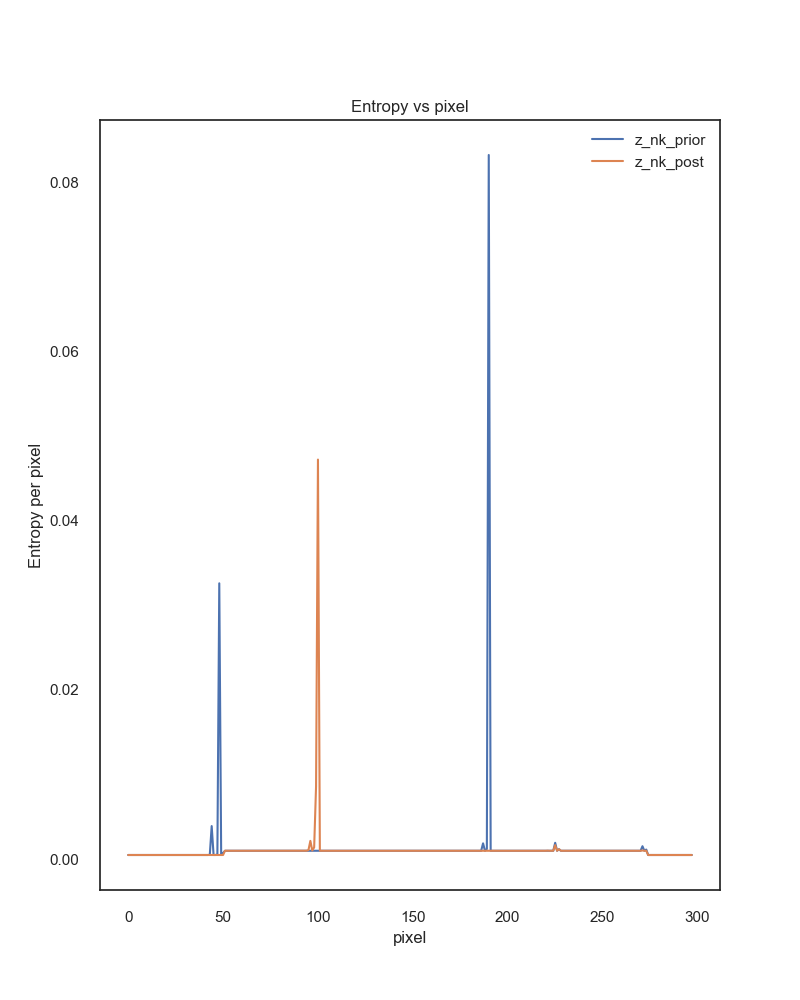 Entropy vs pixel
z_nk_prior
z_nk_post
0.08
0.06
0.04
0.02
0.00
Entropy per pixel
0 50 100 150 200 250 300
pixel